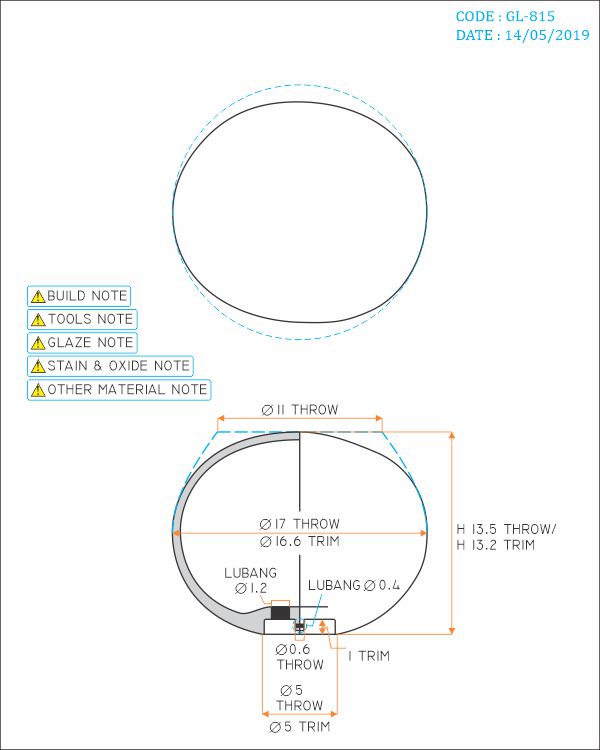 CODE : GL-815
DATE : 14/05/2019
BUILD NOTE
TOOLS NOTE
GLAZE NOTE
STAIN & OXIDE NOTE
OTHER MATERIAL NOTE
Ø 11 THROW
Ø 17 THROW
Ø 16.6 TRIM
H 13.5 THROW/
H 13.2 TRIM
LUBANG
Ø 1.2
LUBANG Ø 0.4
Ø 0.6
THROW
1 TRIM
Ø 5
THROW
Ø 5 TRIM